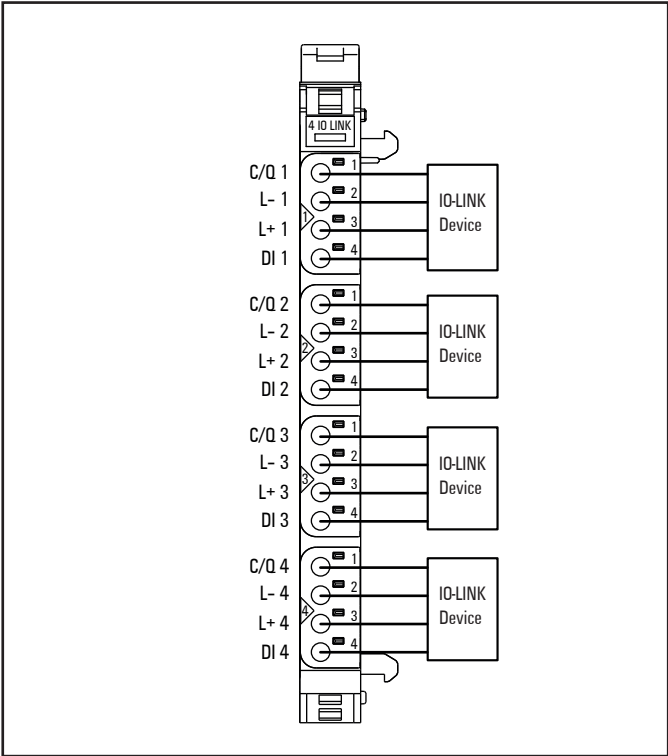 4 IO LINK
C/Q 1
L- 1
L+ 1
DI 1
1
1
2
3
4
IO-LINK
Device
C/Q 2
L- 2
L+ 2
DI 2
2
1
2
3
4
IO-LINK
Device
C/Q 3
L- 3
L+ 3
DI 3
3
1
2
3
4
IO-LINK
Device
C/Q 4
L- 4
L+ 4
DI 4
4
1
2
3
4
IO-LINK
Device